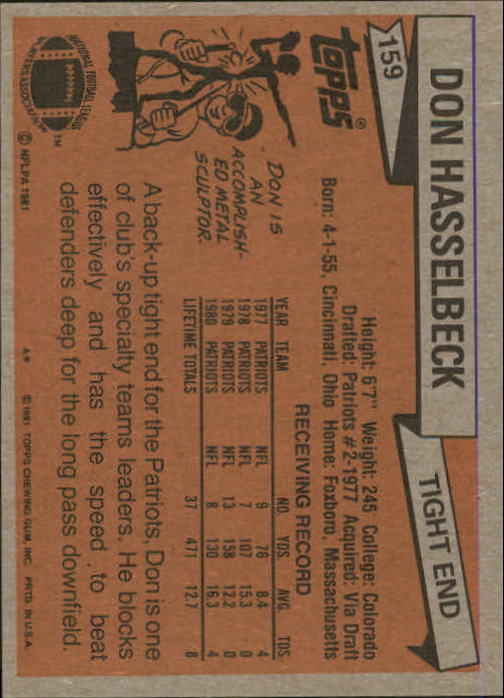 159
DON HASSELBECK
TIGHT END
TOPPS®
Height: 6'7" Weight: 245 College: Colorado
Drafted: Patriots #2-1977 Acquired: Via Draft
Born: 4-1-55, Cincinnati, Ohio Home: Foxboro, Massachusetts
DON IS
AN
ACCOMPLISH-
ED METAL
SCULPTOR.
RECEIVING RECORD
YEAR TEAM NO. YDS. AVG. TDS.
1977 PATRIOTS NFL 9 76 8.4 4
1978 PATRIOTS NFL 7 107 15.3 0
1979 PATRIOTS NFL 13 158 12.2 0
1980 PATRIOTS NFL 8 130 16.3 4
LIFETIME TOTALS 37 471 12.7 8
A back-up tight end for the Patriots, Don is one
of club's specialty teams leaders. He blocks
effectively and has the speed to beat
defenders deep for the long pass downfield.
NATIONAL FOOTBALL LEAGUE
PLAYERS ASSOCIATION
TM
© NFLPA 1981
A* © 1981 TOPPS CHEWING GUM, INC. PRTD. IN U.S.A.